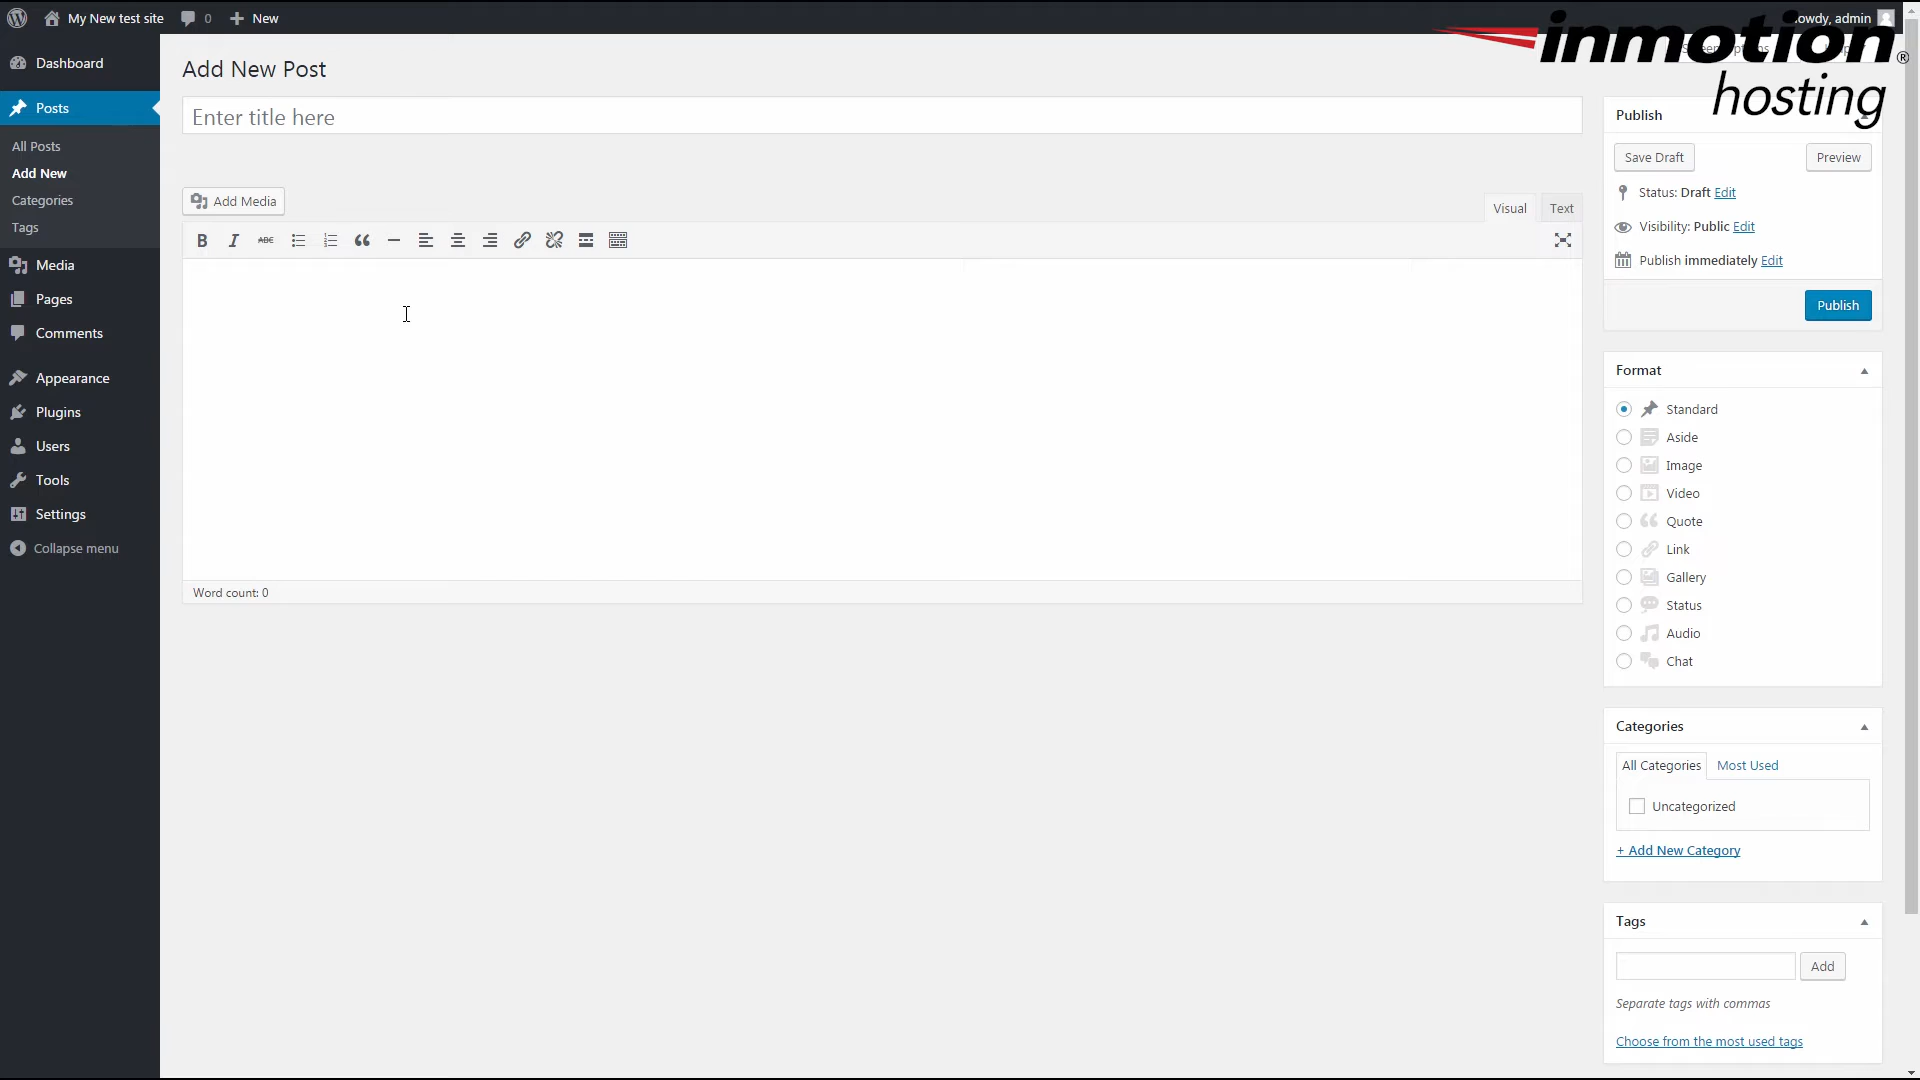 My New test site
0
New
owdy, admin
inmotion®
hosting
Dashboard
Posts
All Posts
Add New
Categories
Tags
Media
Pages
Comments
Appearance
Plugins
Users
Tools
Settings
Collapse menu
Add New Post
Enter title here
Add Media
Visual
Text
B I ABC
Word count: 0
Publish
Save Draft
Preview
Status: Draft Edit
Visibility: Public Edit
Publish immediately Edit
Publish
Format
Standard
Aside
Image
Video
Quote
Link
Gallery
Status
Audio
Chat
Categories
All Categories
Most Used
Uncategorized
+ Add New Category
Tags
Add
Separate tags with commas
Choose from the most used tags